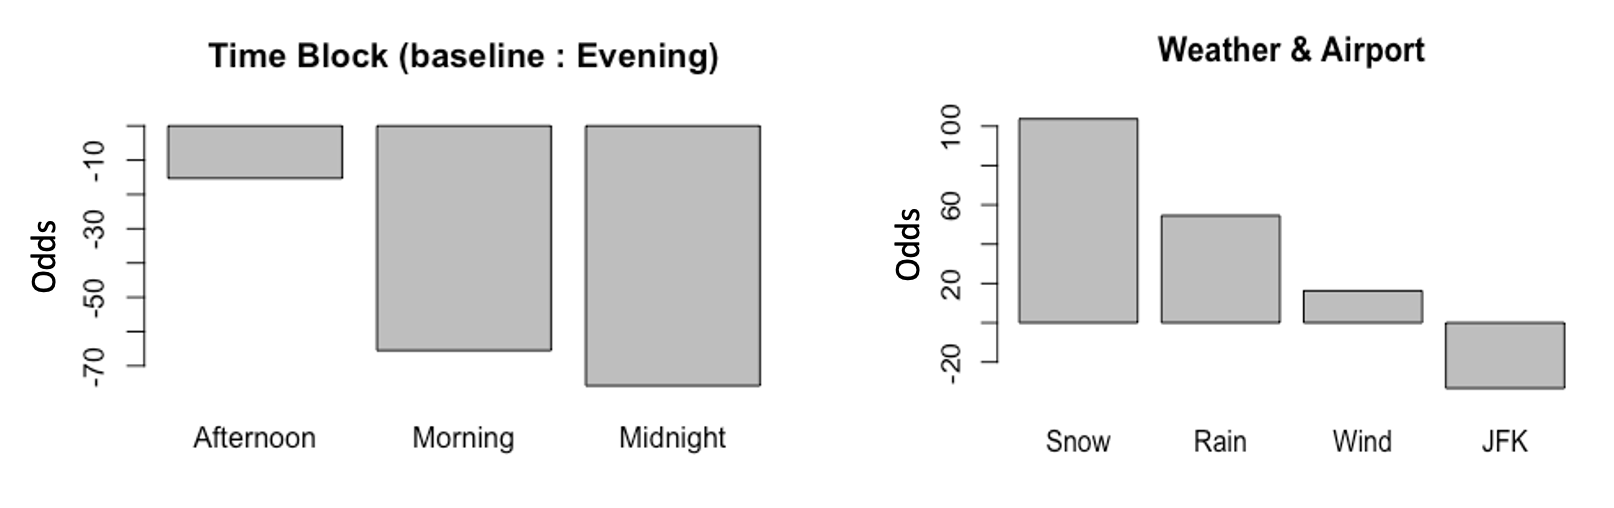 Time Block (baseline : Evening)
Odds
-10
-30
-50
-70
Afternoon Morning Midnight
Weather & Airport
Odds
100
60
20
-20
Snow Rain Wind JFK